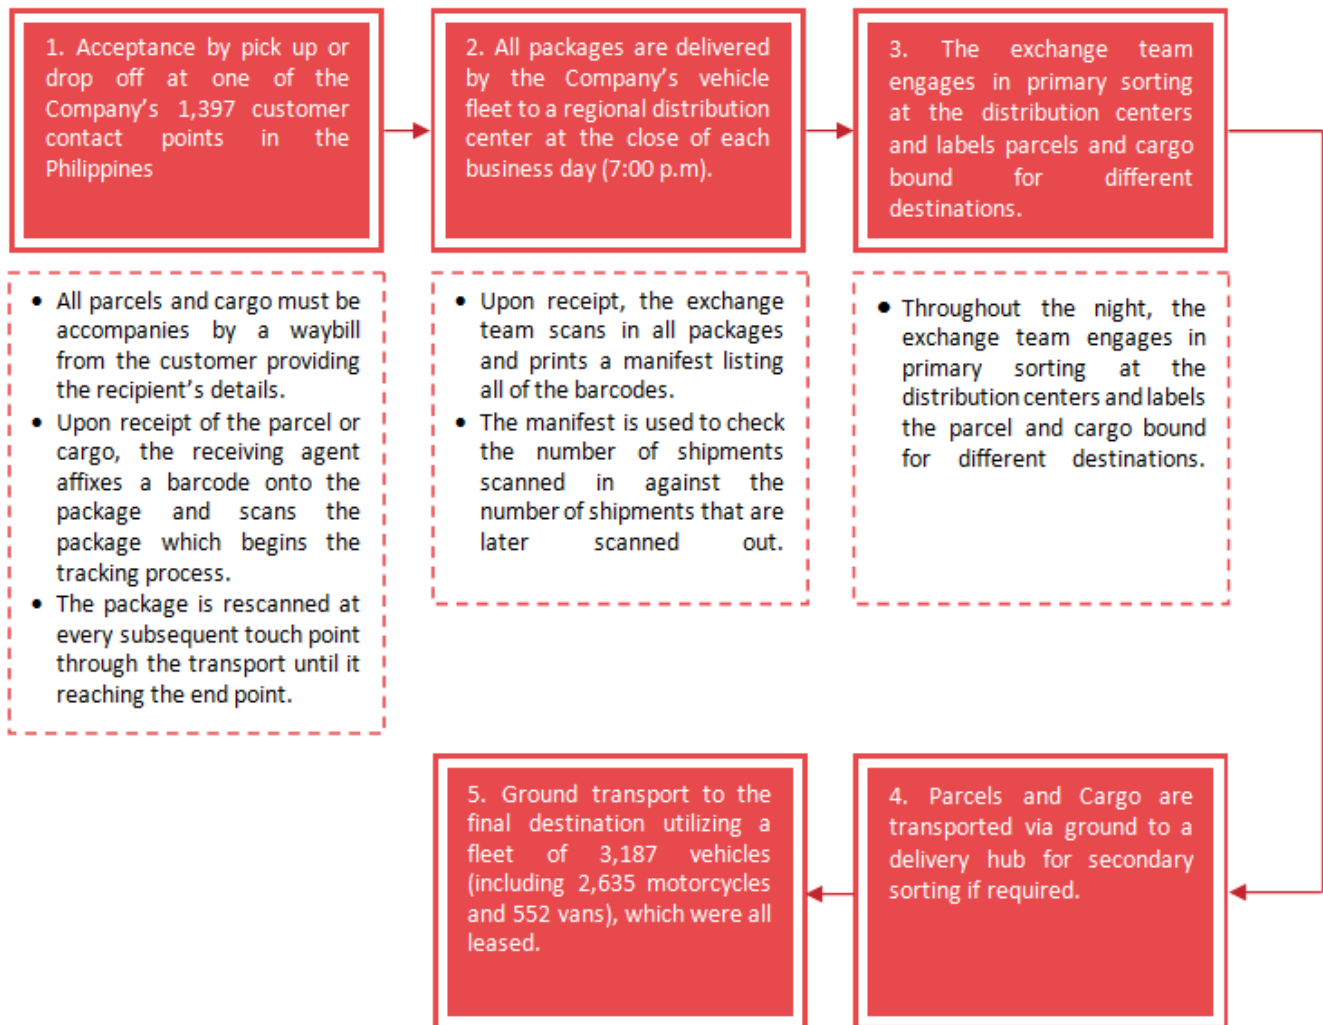 1. Acceptance by pick up or
drop off at one of the
Company's 1,397 customer
contact points in the
Philippines
2. All packages are delivered
by the Company's vehicle
fleet to a regional distribution
center at the close of each
business day (7:00 p.m).
3. The exchange team
engages in primary sorting
at the distribution centers
and labels parcels and cargo
bound for different
destinations.
• All parcels and cargo must be
accompanies by a waybill
from the customer providing
the recipient's details.
• Upon receipt of the parcel or
cargo, the receiving agent
affixes a barcode onto the
package and scans the
package which begins the
tracking process.
• The package is rescanned at
every subsequent touch point
through the transport until it
reaching the end point.
• Upon receipt, the exchange
team scans in all packages
and prints a manifest listing
all of the barcodes.
• The manifest is used to check
the number of shipments
scanned in against the
number of shipments that are
later scanned out.
• Throughout the night, the
exchange team engages in
primary sorting at the
distribution centers and labels
the parcel and cargo bound
for different destinations.
4. Parcels and Cargo are
transported via ground to a
delivery hub for secondary
sorting if required.
5. Ground transport to the
final destination utilizing a
fleet of 3,187 vehicles
(including 2,635 motorcycles
and 552 vans), which were all
leased.